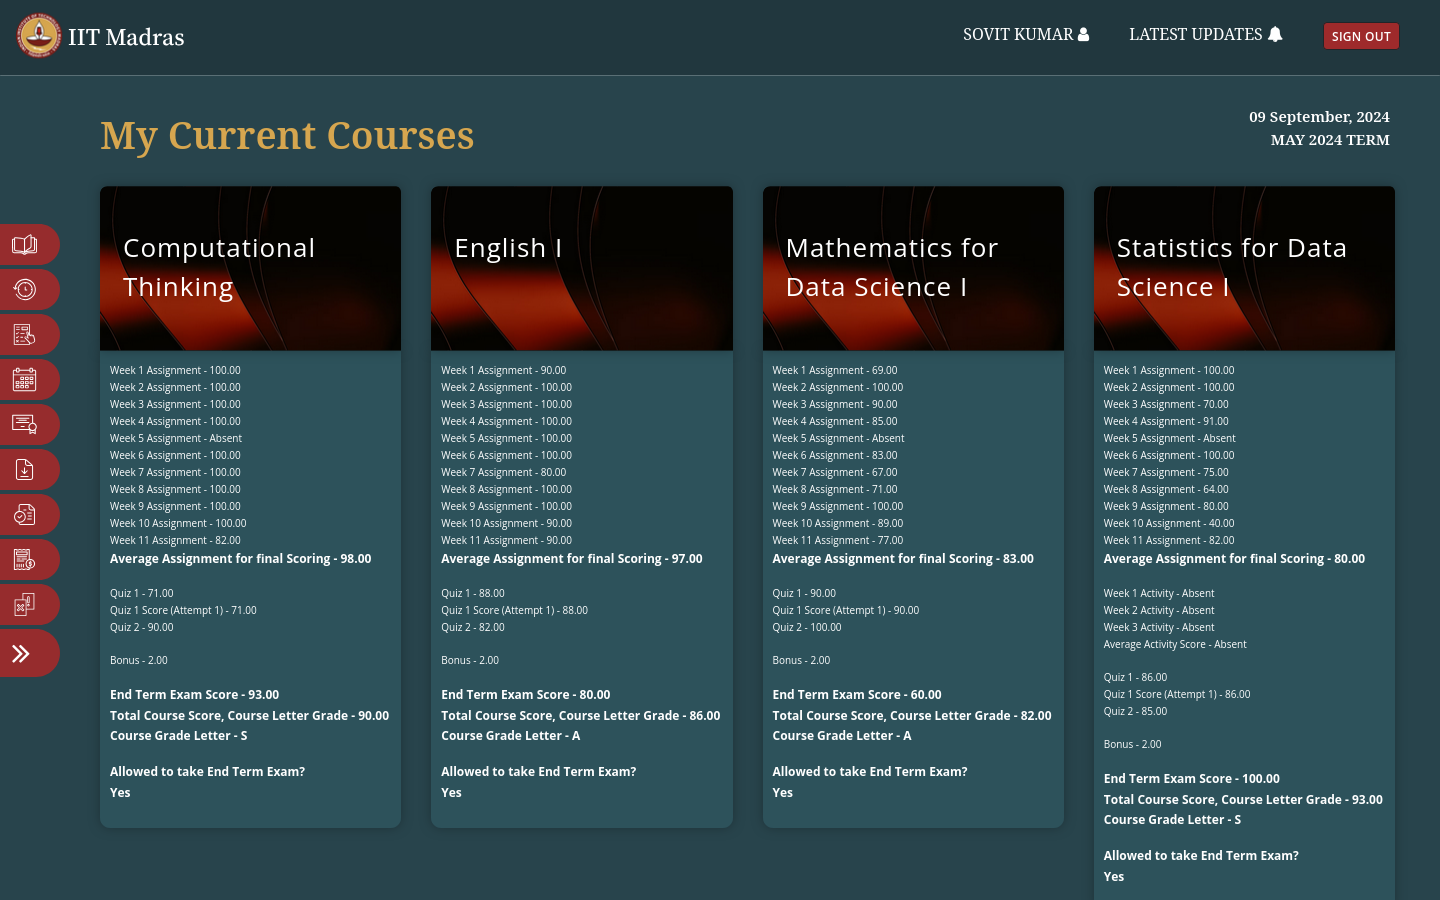 IIT Madras
SOVIT KUMAR
LATEST UPDATES
SIGN OUT
My Current Courses
09 September, 2024
MAY 2024 TERM
Computational
Thinking
Week 1 Assignment - 100.00
Week 2 Assignment - 100.00
Week 3 Assignment - 100.00
Week 4 Assignment - 100.00
Week 5 Assignment - Absent
Week 6 Assignment - 100.00
Week 7 Assignment - 100.00
Week 8 Assignment - 100.00
Week 9 Assignment - 100.00
Week 10 Assignment - 100.00
Week 11 Assignment - 82.00
Average Assignment for final Scoring - 98.00
Quiz 1 - 71.00
Quiz 1 Score (Attempt 1) - 71.00
Quiz 2 - 90.00
Bonus - 2.00
End Term Exam Score - 93.00
Total Course Score, Course Letter Grade - 90.00
Course Grade Letter - S
Allowed to take End Term Exam?
Yes
English I
Week 1 Assignment - 90.00
Week 2 Assignment - 100.00
Week 3 Assignment - 100.00
Week 4 Assignment - 100.00
Week 5 Assignment - 100.00
Week 6 Assignment - 100.00
Week 7 Assignment - 80.00
Week 8 Assignment - 100.00
Week 9 Assignment - 100.00
Week 10 Assignment - 90.00
Week 11 Assignment - 90.00
Average Assignment for final Scoring - 97.00
Quiz 1 - 88.00
Quiz 1 Score (Attempt 1) - 88.00
Quiz 2 - 82.00
Bonus - 2.00
End Term Exam Score - 80.00
Total Course Score, Course Letter Grade - 86.00
Course Grade Letter - A
Allowed to take End Term Exam?
Yes
Mathematics for
Data Science I
Week 1 Assignment - 69.00
Week 2 Assignment - 100.00
Week 3 Assignment - 90.00
Week 4 Assignment - 85.00
Week 5 Assignment - Absent
Week 6 Assignment - 83.00
Week 7 Assignment - 67.00
Week 8 Assignment - 71.00
Week 9 Assignment - 100.00
Week 10 Assignment - 89.00
Week 11 Assignment - 77.00
Average Assignment for final Scoring - 83.00
Quiz 1 - 90.00
Quiz 1 Score (Attempt 1) - 90.00
Quiz 2 - 100.00
Bonus - 2.00
End Term Exam Score - 60.00
Total Course Score, Course Letter Grade - 82.00
Course Grade Letter - A
Allowed to take End Term Exam?
Yes
Statistics for Data
Science I
Week 1 Assignment - 100.00
Week 2 Assignment - 100.00
Week 3 Assignment - 70.00
Week 4 Assignment - 91.00
Week 5 Assignment - Absent
Week 6 Assignment - 100.00
Week 7 Assignment - 75.00
Week 8 Assignment - 64.00
Week 9 Assignment - 80.00
Week 10 Assignment - 40.00
Week 11 Assignment - 82.00
Average Assignment for final Scoring - 80.00
Week 1 Activity - Absent
Week 2 Activity - Absent
Week 3 Activity - Absent
Average Activity Score - Absent
Quiz 1 - 86.00
Quiz 1 Score (Attempt 1) - 86.00
Quiz 2 - 85.00
Bonus - 2.00
End Term Exam Score - 100.00
Total Course Score, Course Letter Grade - 93.00
Course Grade Letter - S
Allowed to take End Term Exam?
Yes